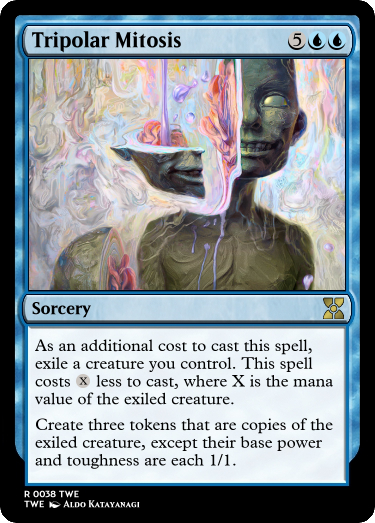 Tripolar Mitosis 5UU
Sorcery
As an additional cost to cast this spell,
exile a creature you control. This spell
costs X less to cast, where X is the mana
value of the exiled creature.
Create three tokens that are copies of the
exiled creature, except their base power
and toughness are each 1/1.
R 0038 TWE
TWE Aldo Katayanagi